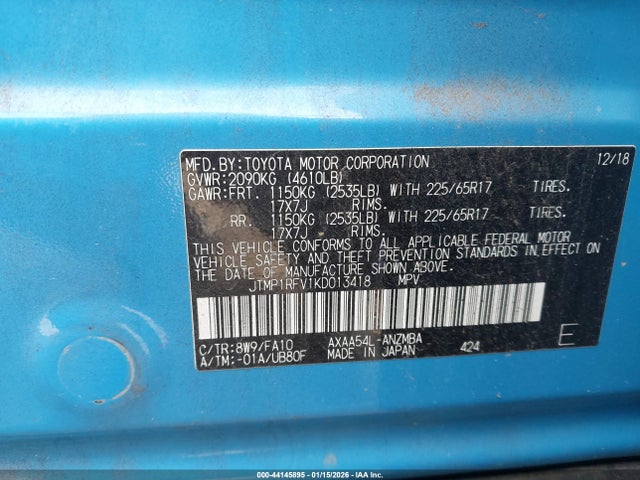 MFD.BY:TOYOTA MOTOR CORPORATION 12/18
GVWR:2090KG (4610LB)
GAWR:FRT. 1150KG (2535LB) WITH 225/65R17 TIRES.
17X7J RIMS.
RR. 1150KG (2535LB) WITH 225/65R17 TIRES.
17X7J RIMS.
THIS VEHICLE CONFORMS TO ALL APPLICABLE FEDERAL MOTOR
VEHICLE SAFETY AND THEFT PREVENTION STANDARDS IN EFFECT
ON THE DATE OF MANUFACTURE SHOWN ABOVE.
JTMP1RFV1KD013418 MPV
C/TR:8W9/FA10 AXAA54L-ANZMBA
A/TM:-01A/UB80F MADE IN JAPAN 424
E
000-44145895 - 01/15/2026 - IAA Inc.